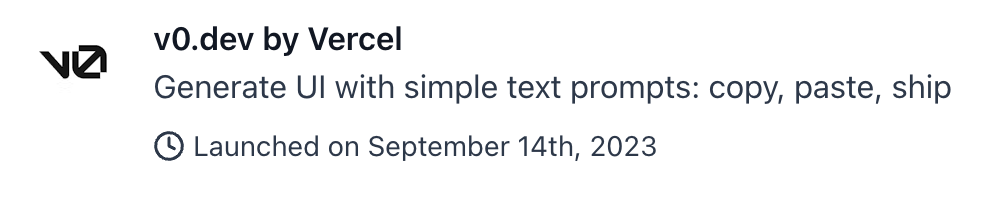 v0
v0.dev by Vercel
Generate UI with simple text prompts: copy, paste, ship
Launched on September 14th, 2023